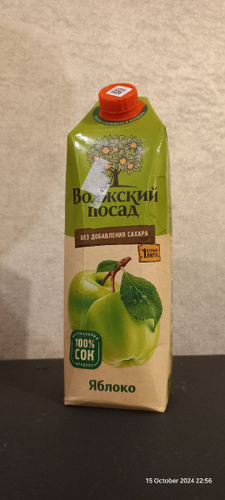 Волжский
посад
БЕЗ ДОБАВЛЕНИЯ САХАРА
100%
СОК
Яблоко
15 October 2024 22:56